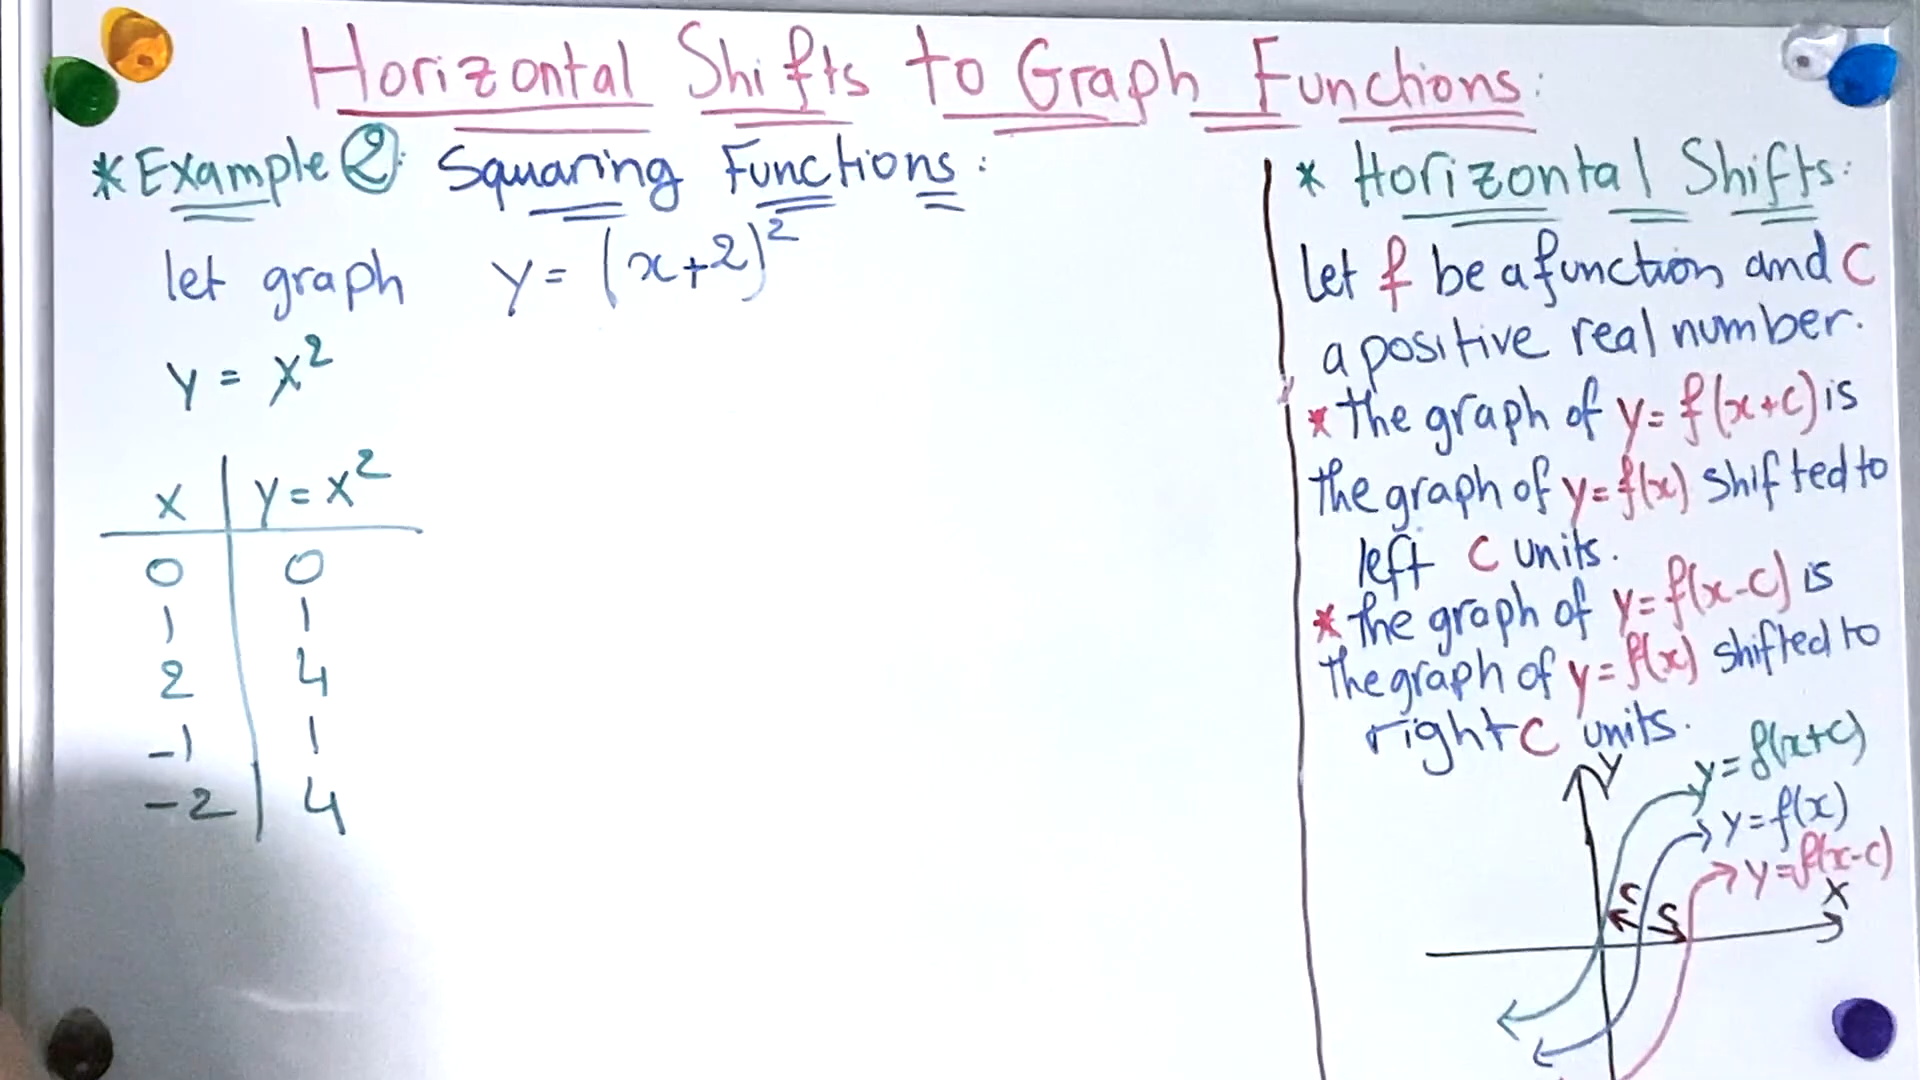 Horizontal Shifts to Graph Functions:
*Example 2: Squaring Functions:
let graph y = (x+2)²
y = x²
x | y = x²
0 | 0
1 | 1
2 | 4
-1 | 1
-2 | 4
* Horizontal Shifts:
let f be a function and C
a positive real number.
* the graph of y = f(x+c) is
the graph of y = f(x) shifted to
left C units.
* the graph of y = f(x-c) is
the graph of y = f(x) shifted to
right C units.
y
y = f(x+c)
y = f(x)
y = f(x-c)
x
c
c